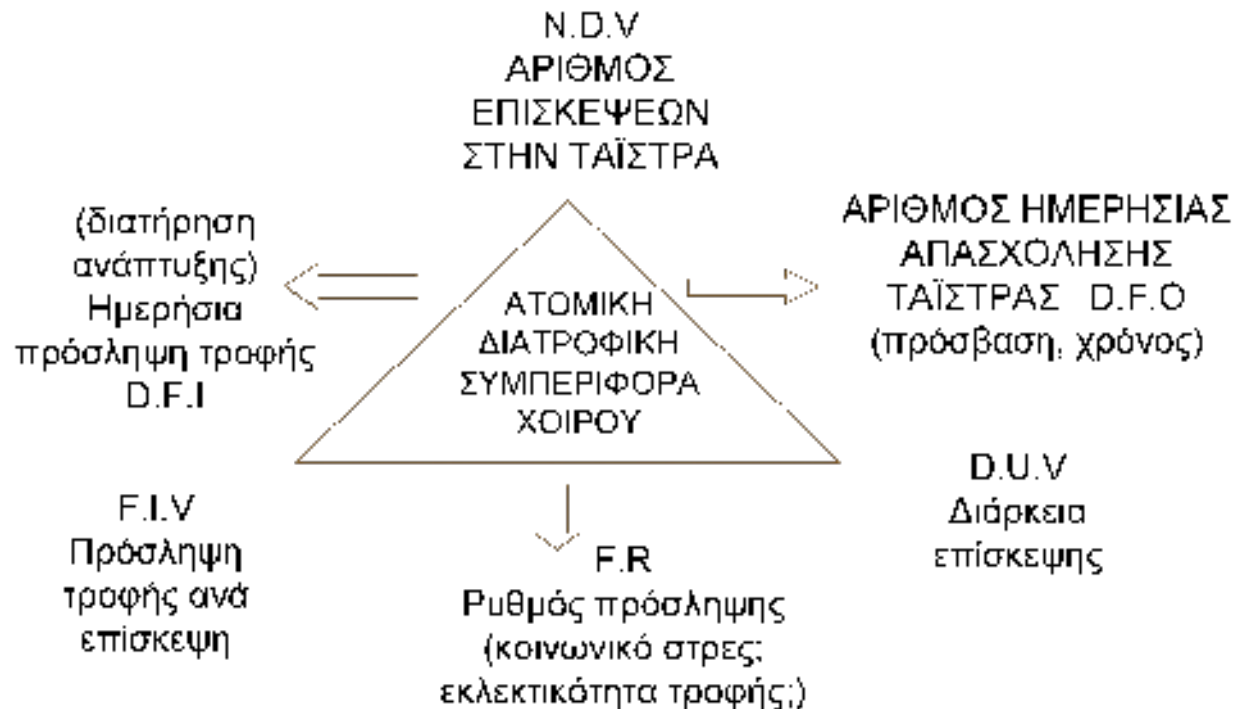 N.D.V
ΑΡΙΘΜΟΣ
ΕΠΙΣΚΕΨΕΩΝ
ΣΤΗΝ ΤΑΪΣΤΡΑ
(διατήρηση
ανάπτυξης)
Ημερήσια
πρόσληψη τροφής
D.F.I
ΑΡΙΘΜΟΣ ΗΜΕΡΗΣΙΑΣ
ΑΠΑΣΧΟΛΗΣΗΣ
ΤΑΪΣΤΡΑΣ D.F.O
(πρόσβαση, χρόνος)
ΑΤΟΜΙΚΗ
ΔΙΑΤΡΟΦΙΚΗ
ΣΥΜΠΕΡΙΦΟΡΑ
ΧΟΙΡΟΥ
F.I.V
Πρόσληψη
τροφής ανά
επίσκεψη
F.R
Ρυθμός πρόσληψης
(κοινωνικό στρες;
εκλεκτικότητα τροφής;)
D.U.V
Διάρκεια
επίσκεψης